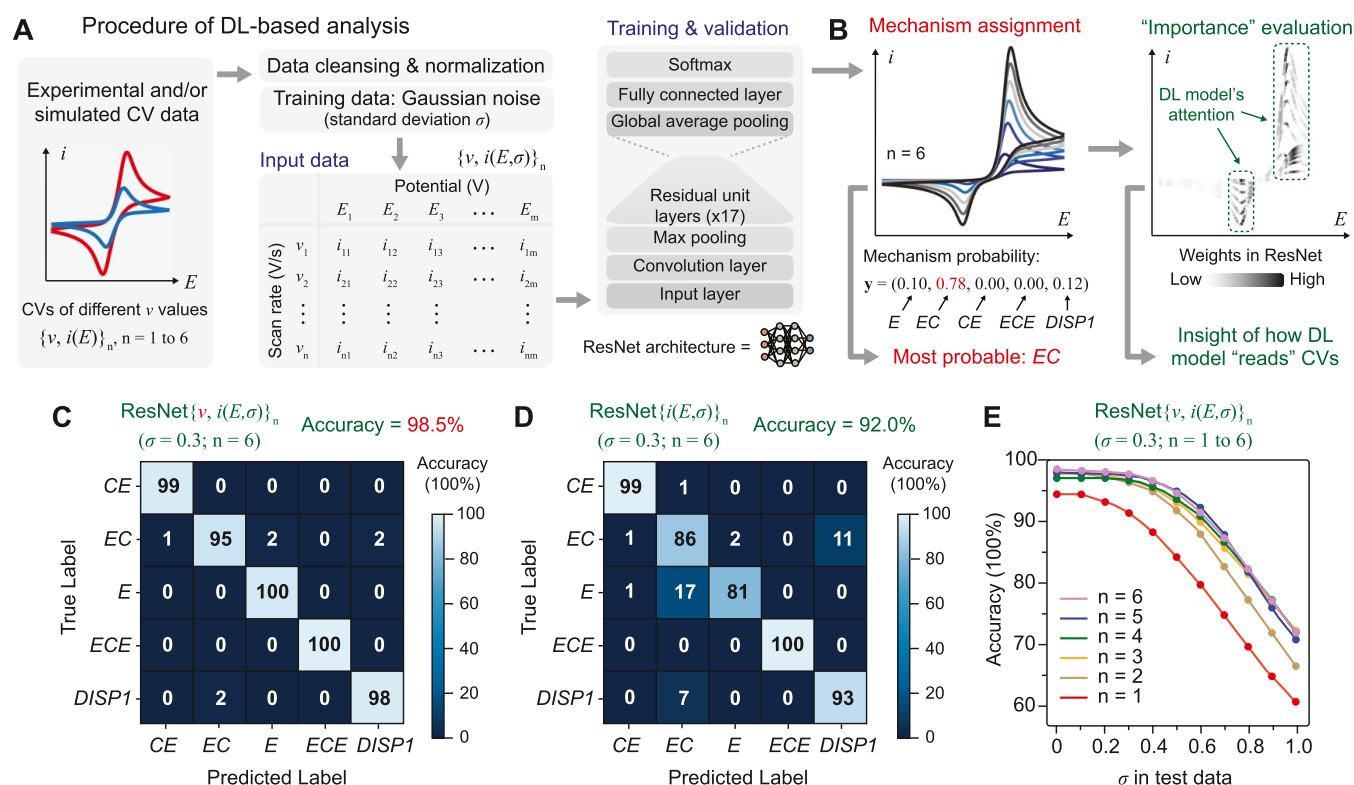 A
Procedure of DL-based analysis
Experimental and/or
simulated CV data
i
E
CVs of different v values
{v, i(E)}n, n = 1 to 6
Data cleansing & normalization
Training data: Gaussian noise
(standard deviation σ)
Input data
{v, i(E,σ)}n
Potential (V)
E1 E2 E3 ··· Em
Scan rate (V/s)
v1 i11 i12 i13 ··· i1m
v2 i21 i22 i23 ··· i2m
⋮ ⋮ ⋮ ⋮ ⋮
vn in1 in2 in3 ··· inm
Training & validation
Softmax
Fully connected layer
Global average pooling
Residual unit
layers (x17)
Max pooling
Convolution layer
Input layer
ResNet architecture =
B
Mechanism assignment
i
n = 6
E
Mechanism probability:
y = (0.10, 0.78, 0.00, 0.00, 0.12)
E EC CE ECE DISP1
Most probable: EC
“Importance” evaluation
i
DL model’s
attention
E
Weights in ResNet
Low High
Insight of how DL
model “reads” CVs
C
ResNet{v, i(E,σ)}n
(σ = 0.3; n = 6)
Accuracy = 98.5%
Accuracy
(100%)
True Label
CE 99 0 0 0 0
EC 1 95 2 0 2
E 0 0 100 0 0
ECE 0 0 0 100 0
DISP1 0 2 0 0 98
CE EC E ECE DISP1
Predicted Label
100
80
60
40
20
0
D
ResNet{i(E,σ)}n
(σ = 0.3; n = 6)
Accuracy = 92.0%
Accuracy
(100%)
True Label
CE 99 1 0 0 0
EC 1 86 2 0 11
E 1 17 81 0 0
ECE 0 0 0 100 0
DISP1 0 7 0 0 93
CE EC E ECE DISP1
Predicted Label
100
80
60
40
20
0
E
ResNet{v, i(E,σ)}n
(σ = 0.3; n = 1 to 6)
Accuracy (100%)
100
90
80
70
60
n = 6
n = 5
n = 4
n = 3
n = 2
n = 1
0 0.2 0.4 0.6 0.8 1.0
σ in test data